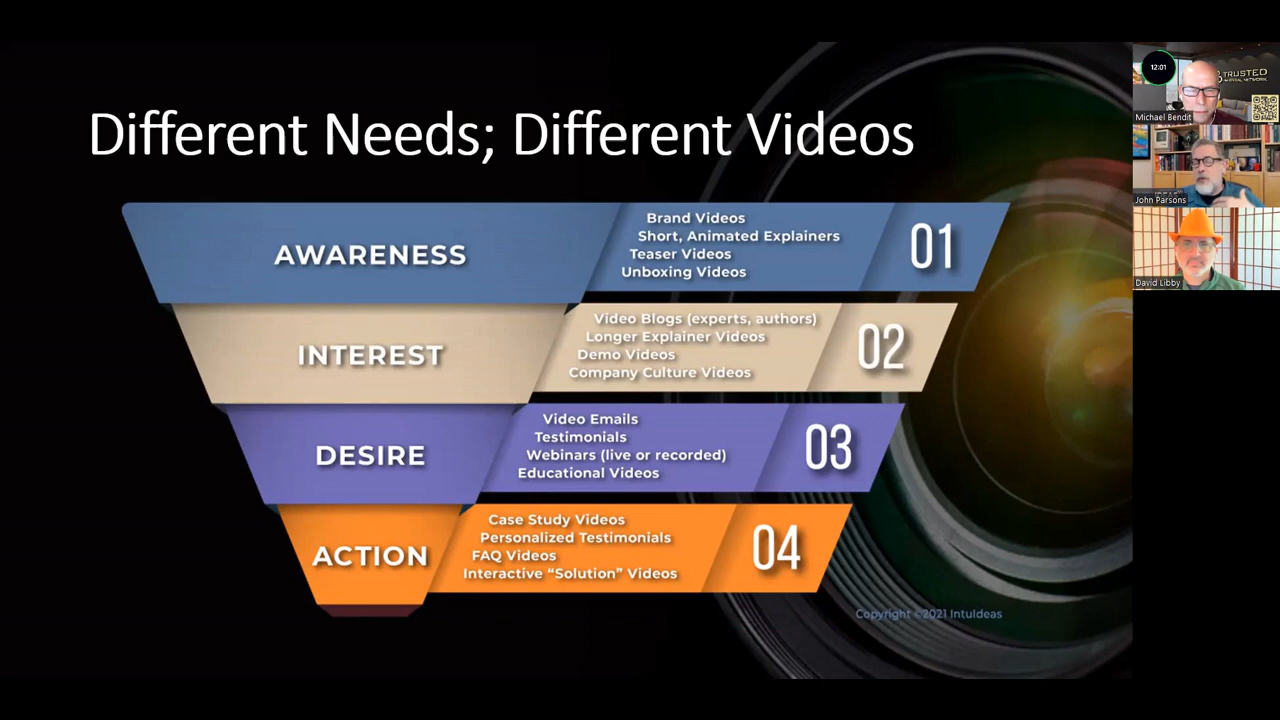 Different Needs; Different Videos
AWARENESS
Brand Videos
Short, Animated Explainers
Teaser Videos
Unboxing Videos
01
INTEREST
Video Blogs (experts, authors)
Longer Explainer Videos
Demo Videos
Company Culture Videos
02
DESIRE
Video Emails
Testimonials
Webinars (live or recorded)
Educational Videos
03
ACTION
Case Study Videos
Personalized Testimonials
FAQ Videos
Interactive “Solution” Videos
04
Copyright ©2021 IntuIdeas
12:01
TRUSTED
Michael Bendit
John Parsons
David Libby